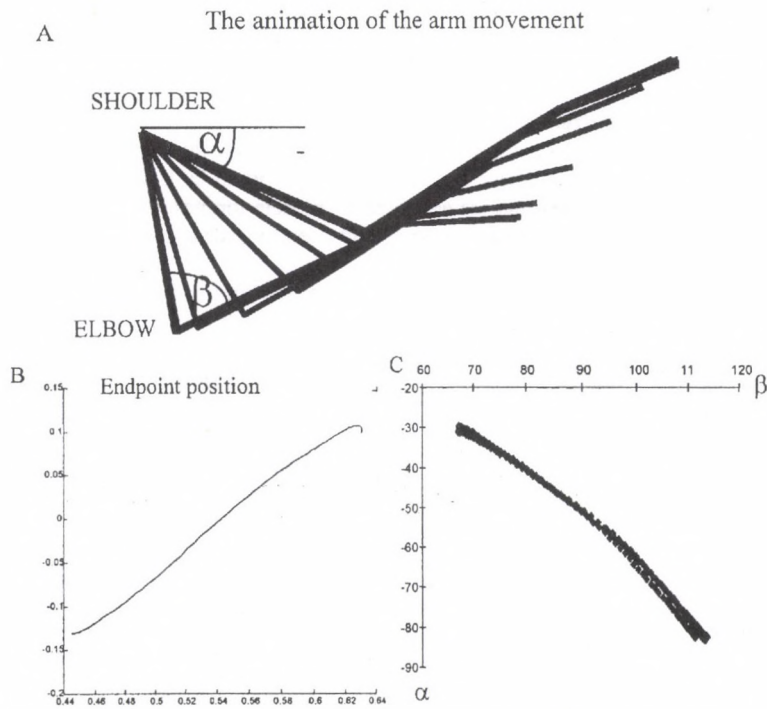 A
The animation of the arm movement
SHOULDER
α
β
ELBOW
B
Endpoint position
0.15
0.1
0.05
0
-0.05
-0.1
-0.15
-0.2
0.44 0.46 0.48 0.5 0.52 0.54 0.56 0.58 0.6 0.62 0.64
C
60 70 80 90 100 11 120
β
-20
-30
-40
-50
-60
-70
-80
-90
α